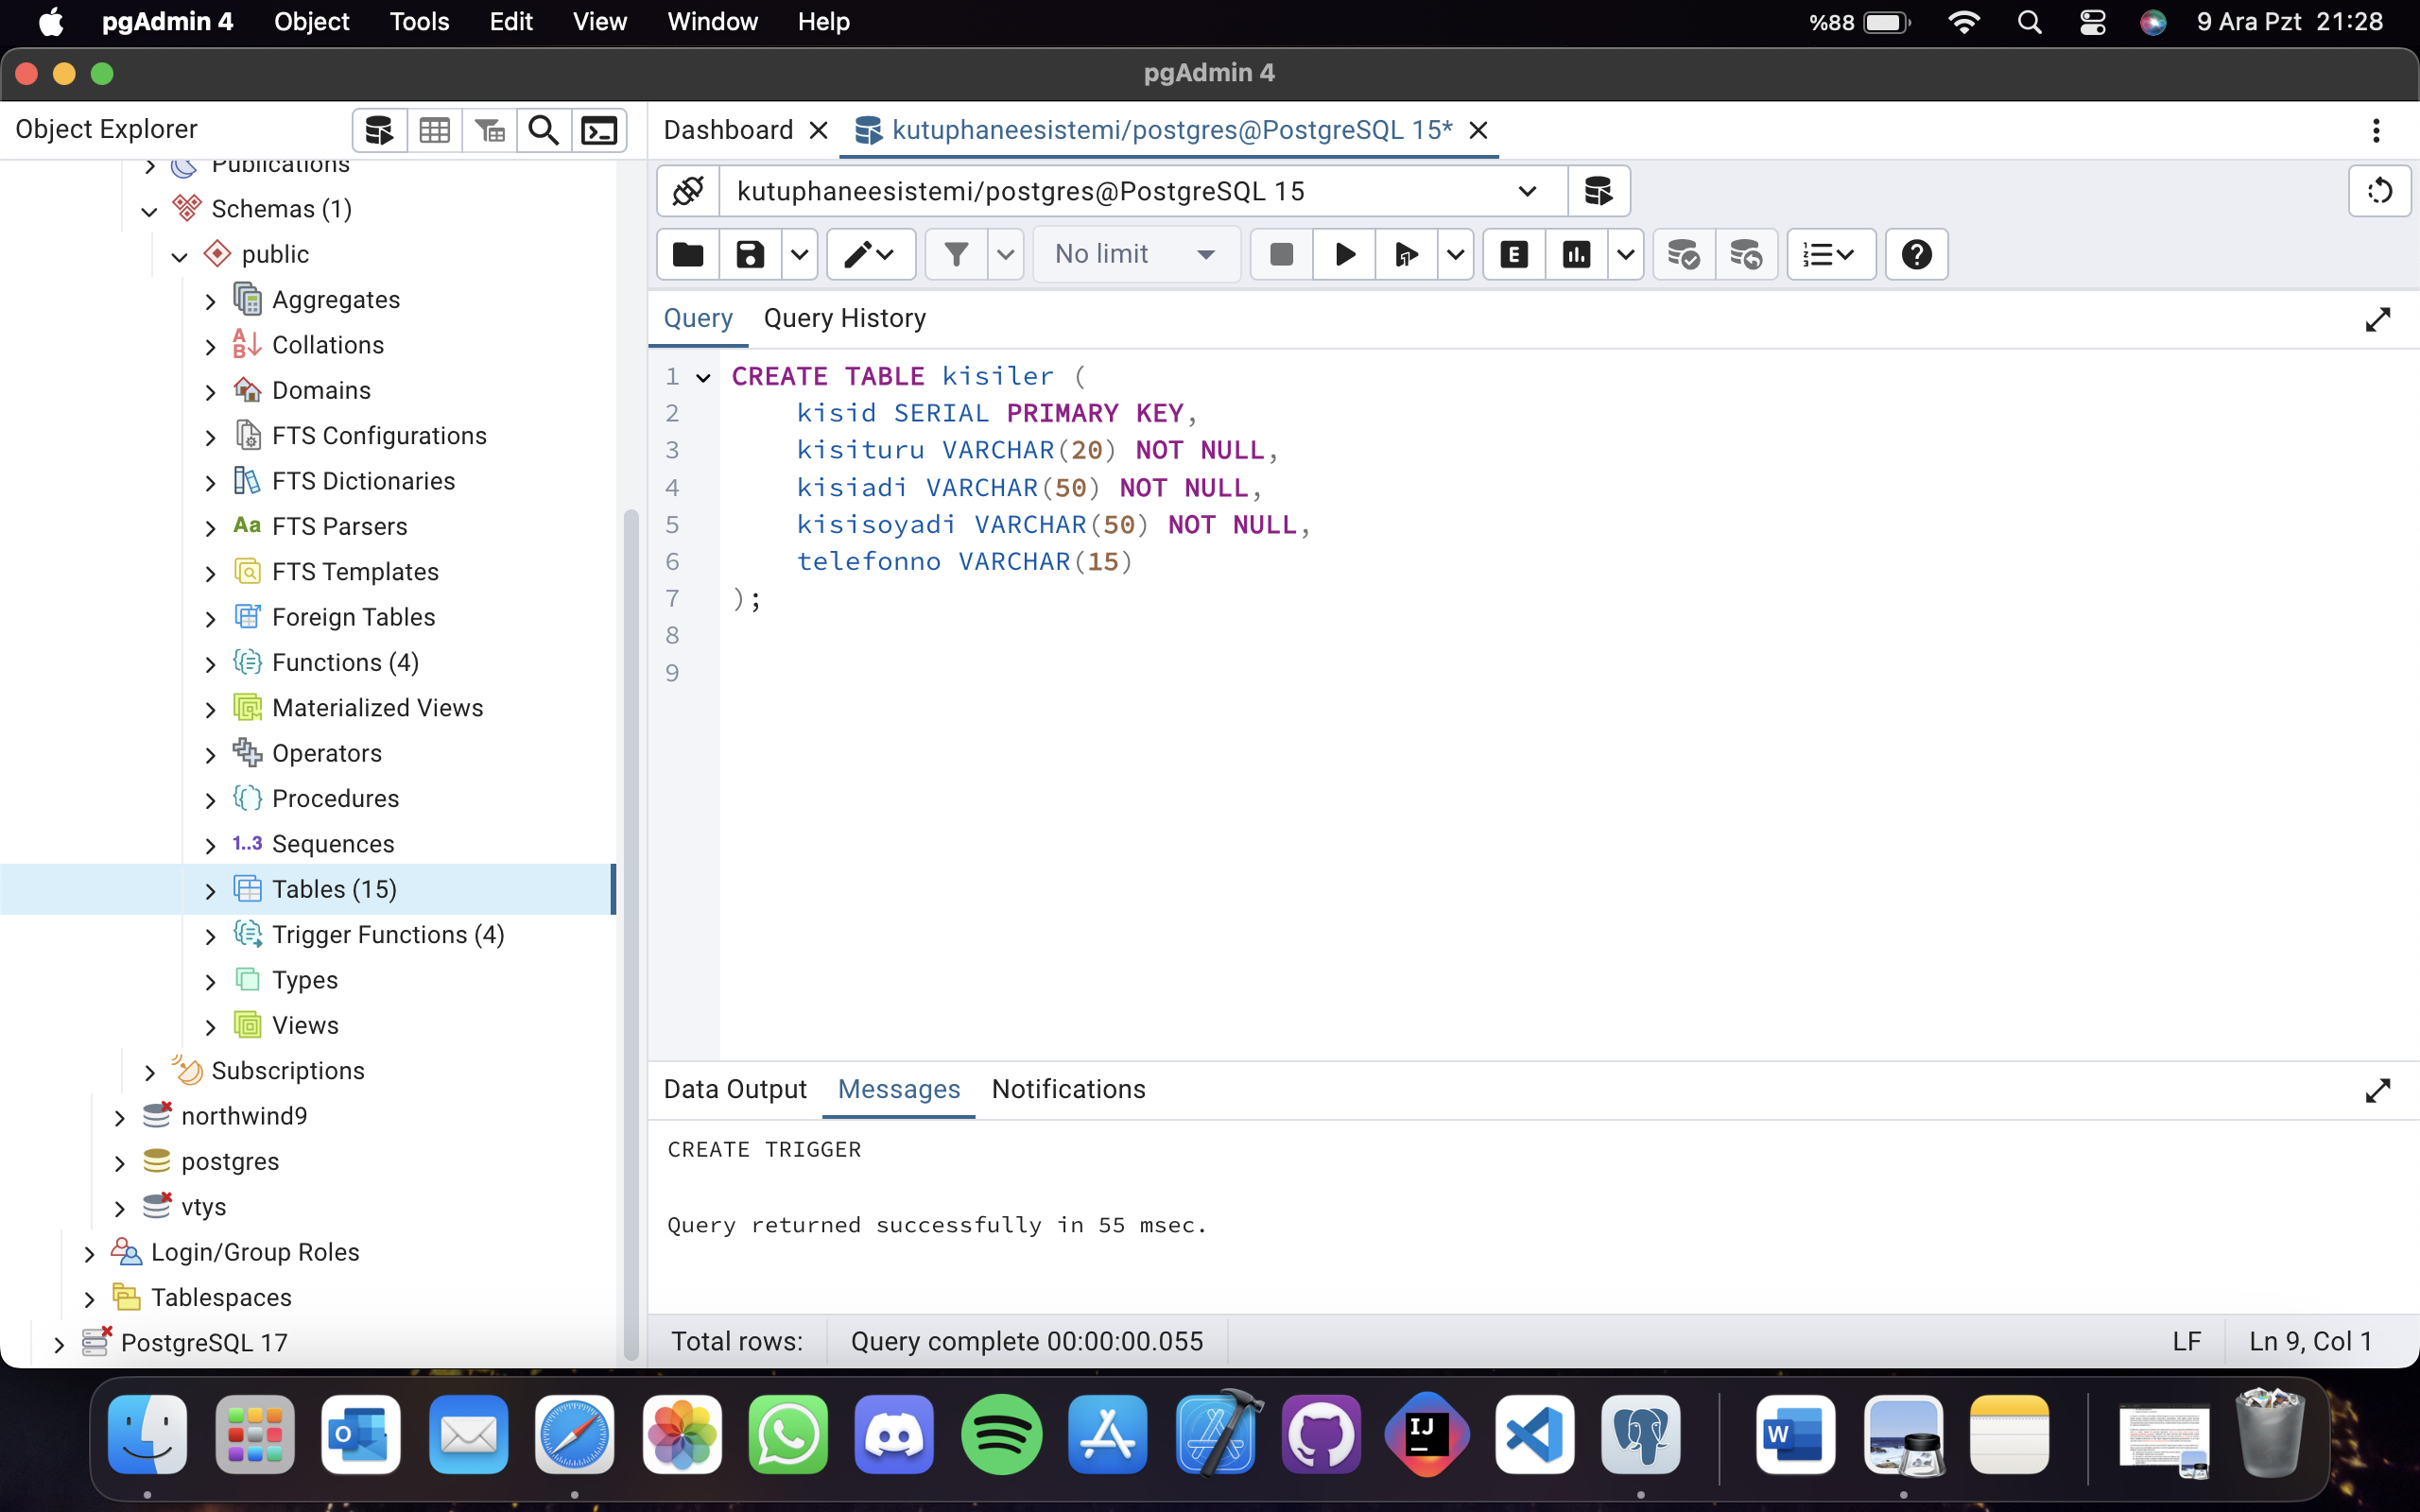 pgAdmin 4 Object Tools Edit View Window Help %88 9 Ara Pzt 21:28
pgAdmin 4
Object Explorer
Publications
Schemas (1)
public
Aggregates
Collations
Domains
FTS Configurations
FTS Dictionaries
Aa FTS Parsers
FTS Templates
Foreign Tables
Functions (4)
Materialized Views
Operators
Procedures
1..3 Sequences
Tables (15)
Trigger Functions (4)
Types
Views
Subscriptions
northwind9
postgres
vtys
Login/Group Roles
Tablespaces
PostgreSQL 17
Dashboard kutuphaneesistemi/postgres@PostgreSQL 15*
kutuphaneesistemi/postgres@PostgreSQL 15
No limit E
Query Query History
1 CREATE TABLE kisiler (
2 kisid SERIAL PRIMARY KEY,
3 kisituru VARCHAR(20) NOT NULL,
4 kisiadi VARCHAR(50) NOT NULL,
5 kisisoyadi VARCHAR(50) NOT NULL,
6 telefonno VARCHAR(15)
7 );
8
9
Data Output Messages Notifications
CREATE TRIGGER
Query returned successfully in 55 msec.
Total rows: Query complete 00:00:00.055 LF Ln 9, Col 1
IJ
W